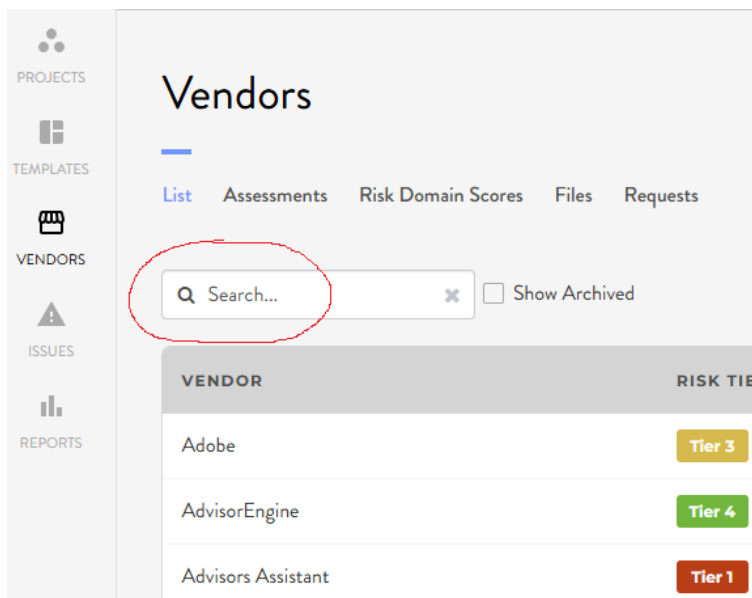 PROJECTS
TEMPLATES
VENDORS
ISSUES
REPORTS
Vendors
List Assessments Risk Domain Scores Files Requests
Search... Show Archived
VENDOR RISK TIE
Adobe Tier 3
AdvisorEngine Tier 4
Advisors Assistant Tier 1